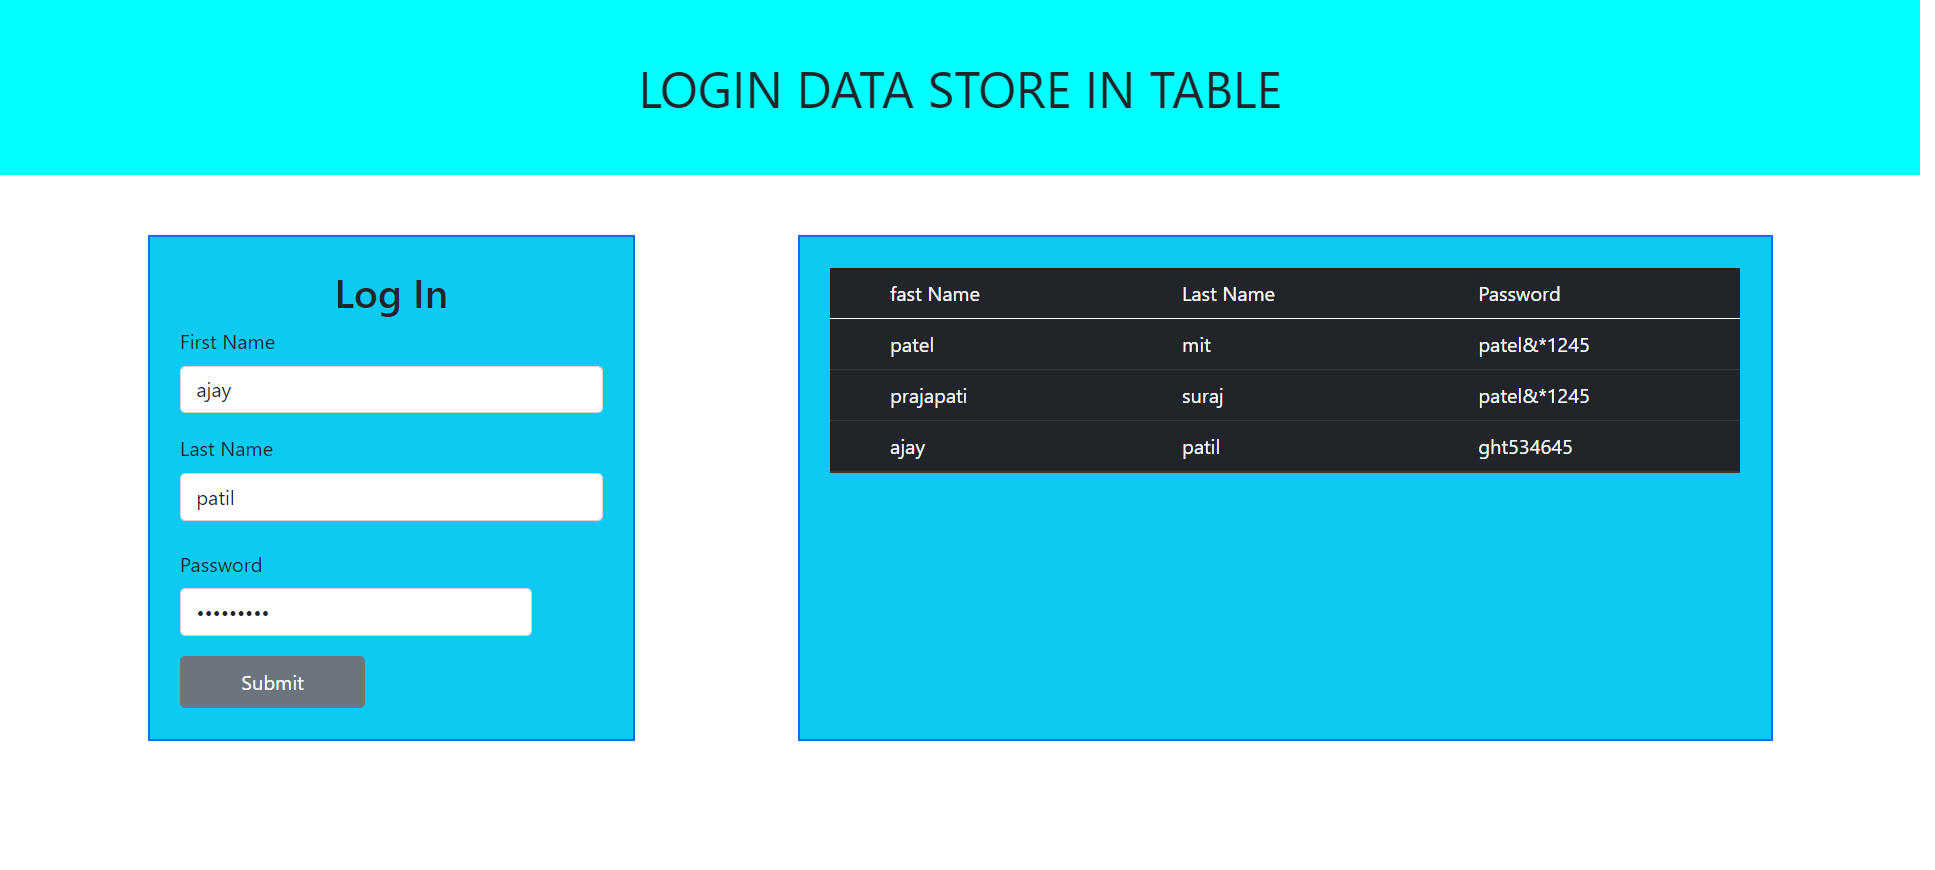 LOGIN DATA STORE IN TABLE
Log In
First Name
ajay
Last Name
patil
Password
•••••••••
Submit
fast Name Last Name Password
patel mit patel&*1245
prajapati suraj patel&*1245
ajay patil ght534645